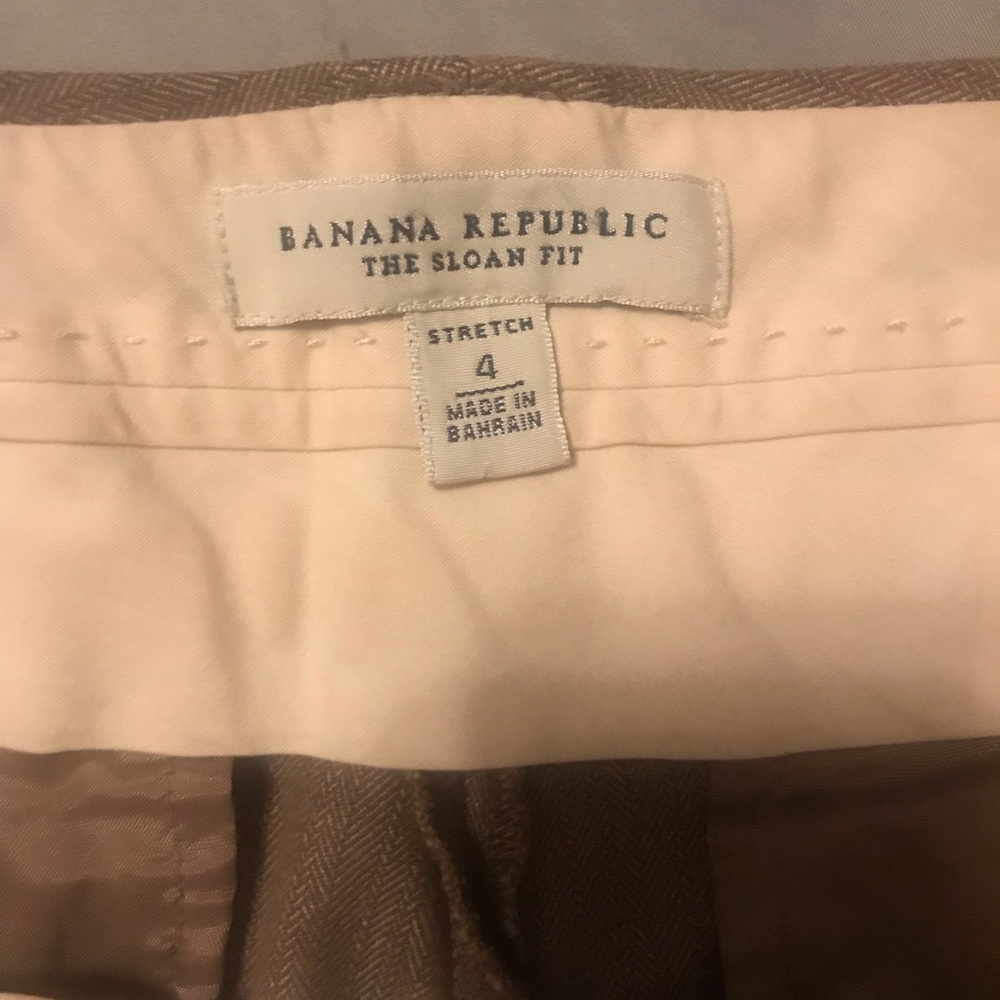 BANANA REPUBLIC
THE SLOAN FIT
STRETCH
4
MADE IN
BAHRAIN